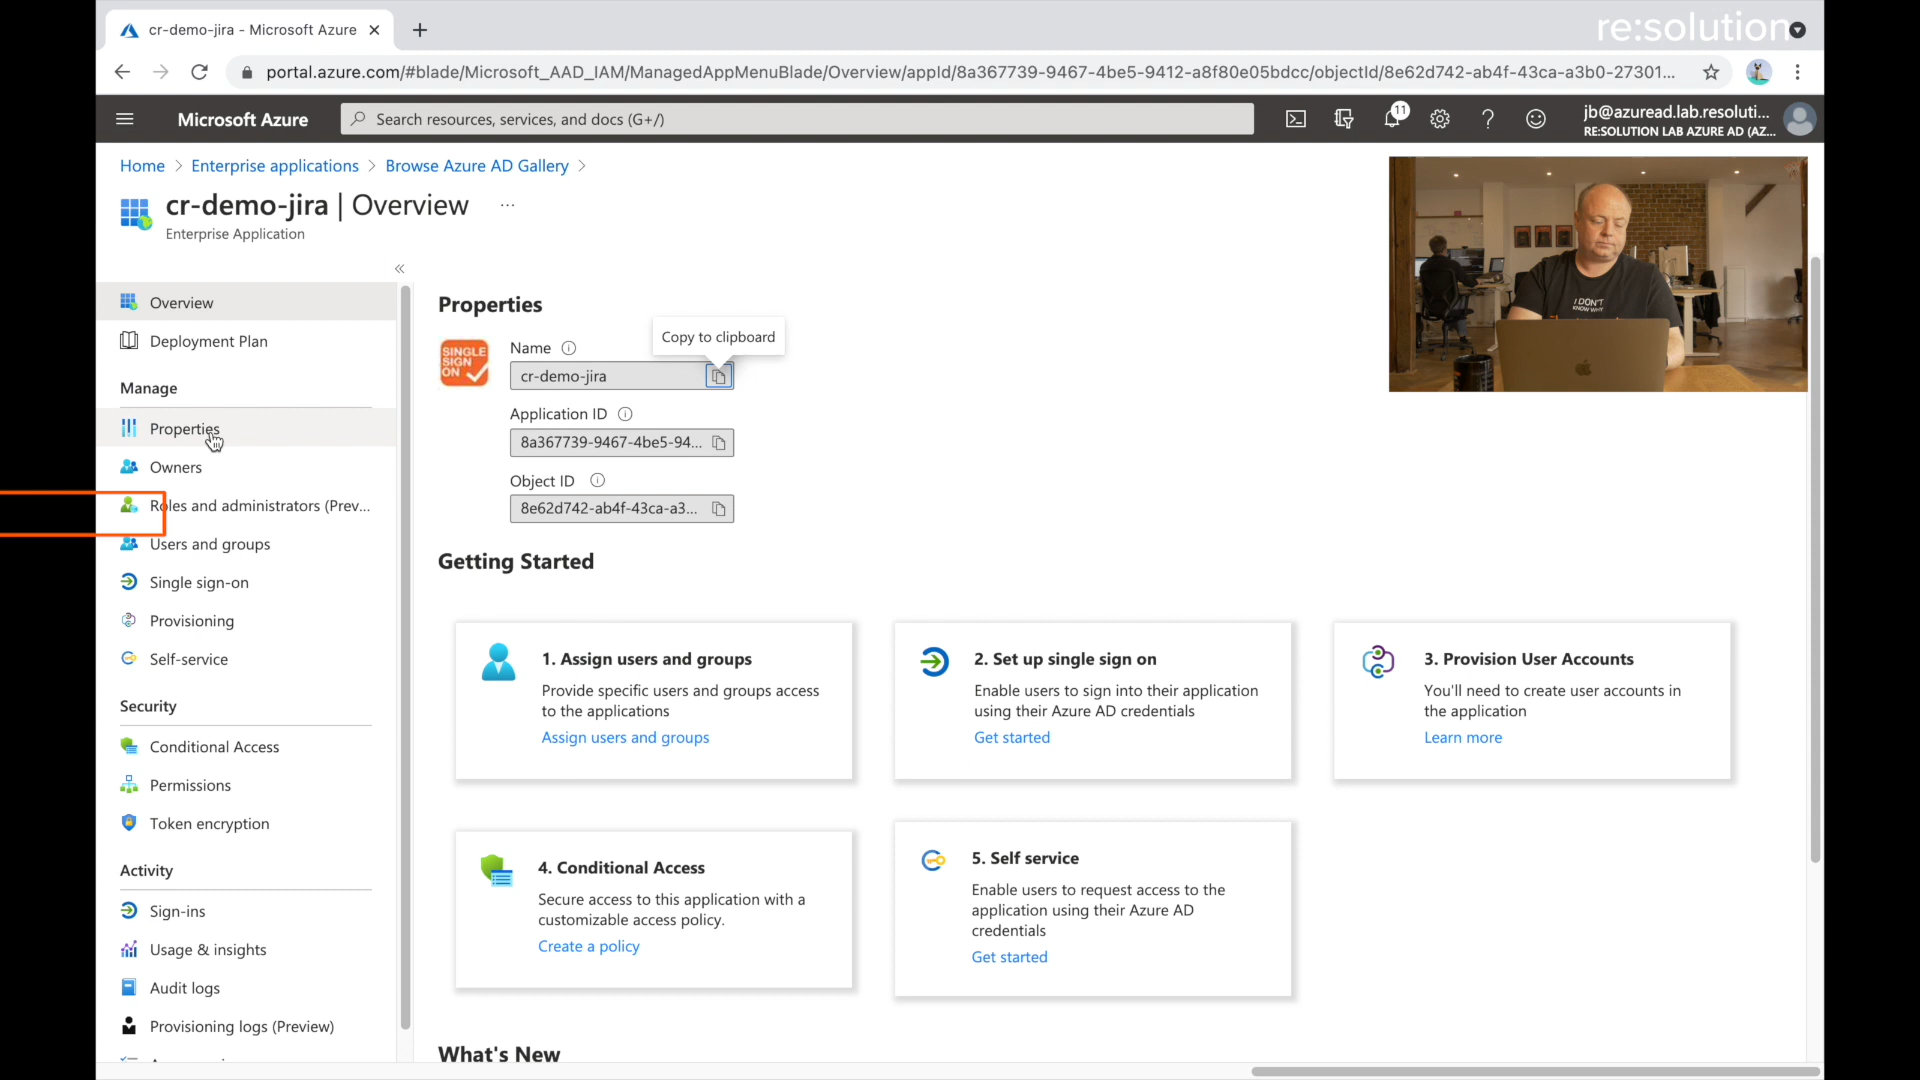 cr-demo-jira - Microsoft Azure
re:solution
portal.azure.com/#blade/Microsoft_AAD_IAM/ManagedAppMenuBlade/Overview/appId/8a367739-9467-4be5-9412-a8f80e05bdcc/objectId/8e62d742-ab4f-43ca-a3b0-27301...
Microsoft Azure
Search resources, services, and docs (G+/)
11
jb@azuread.lab.resoluti...
RE:SOLUTION LAB AZURE AD (AZ...
Home > Enterprise applications > Browse Azure AD Gallery >
cr-demo-jira | Overview ...
Enterprise Application
«
Overview
Deployment Plan
Manage
Properties
Owners
Roles and administrators (Prev...
Users and groups
Single sign-on
Provisioning
Self-service
Security
Conditional Access
Permissions
Token encryption
Activity
Sign-ins
Usage & insights
Audit logs
Provisioning logs (Preview)
Properties
Copy to clipboard
SINGLE
SIGN
ON
Name
cr-demo-jira
Application ID
8a367739-9467-4be5-94...
Object ID
8e62d742-ab4f-43ca-a3...
Getting Started
1. Assign users and groups
Provide specific users and groups access
to the applications
Assign users and groups
2. Set up single sign on
Enable users to sign into their application
using their Azure AD credentials
Get started
3. Provision User Accounts
You'll need to create user accounts in
the application
Learn more
4. Conditional Access
Secure access to this application with a
customizable access policy.
Create a policy
5. Self service
Enable users to request access to the
application using their Azure AD
credentials
Get started
What's New
I DON'T
KNOW WHY